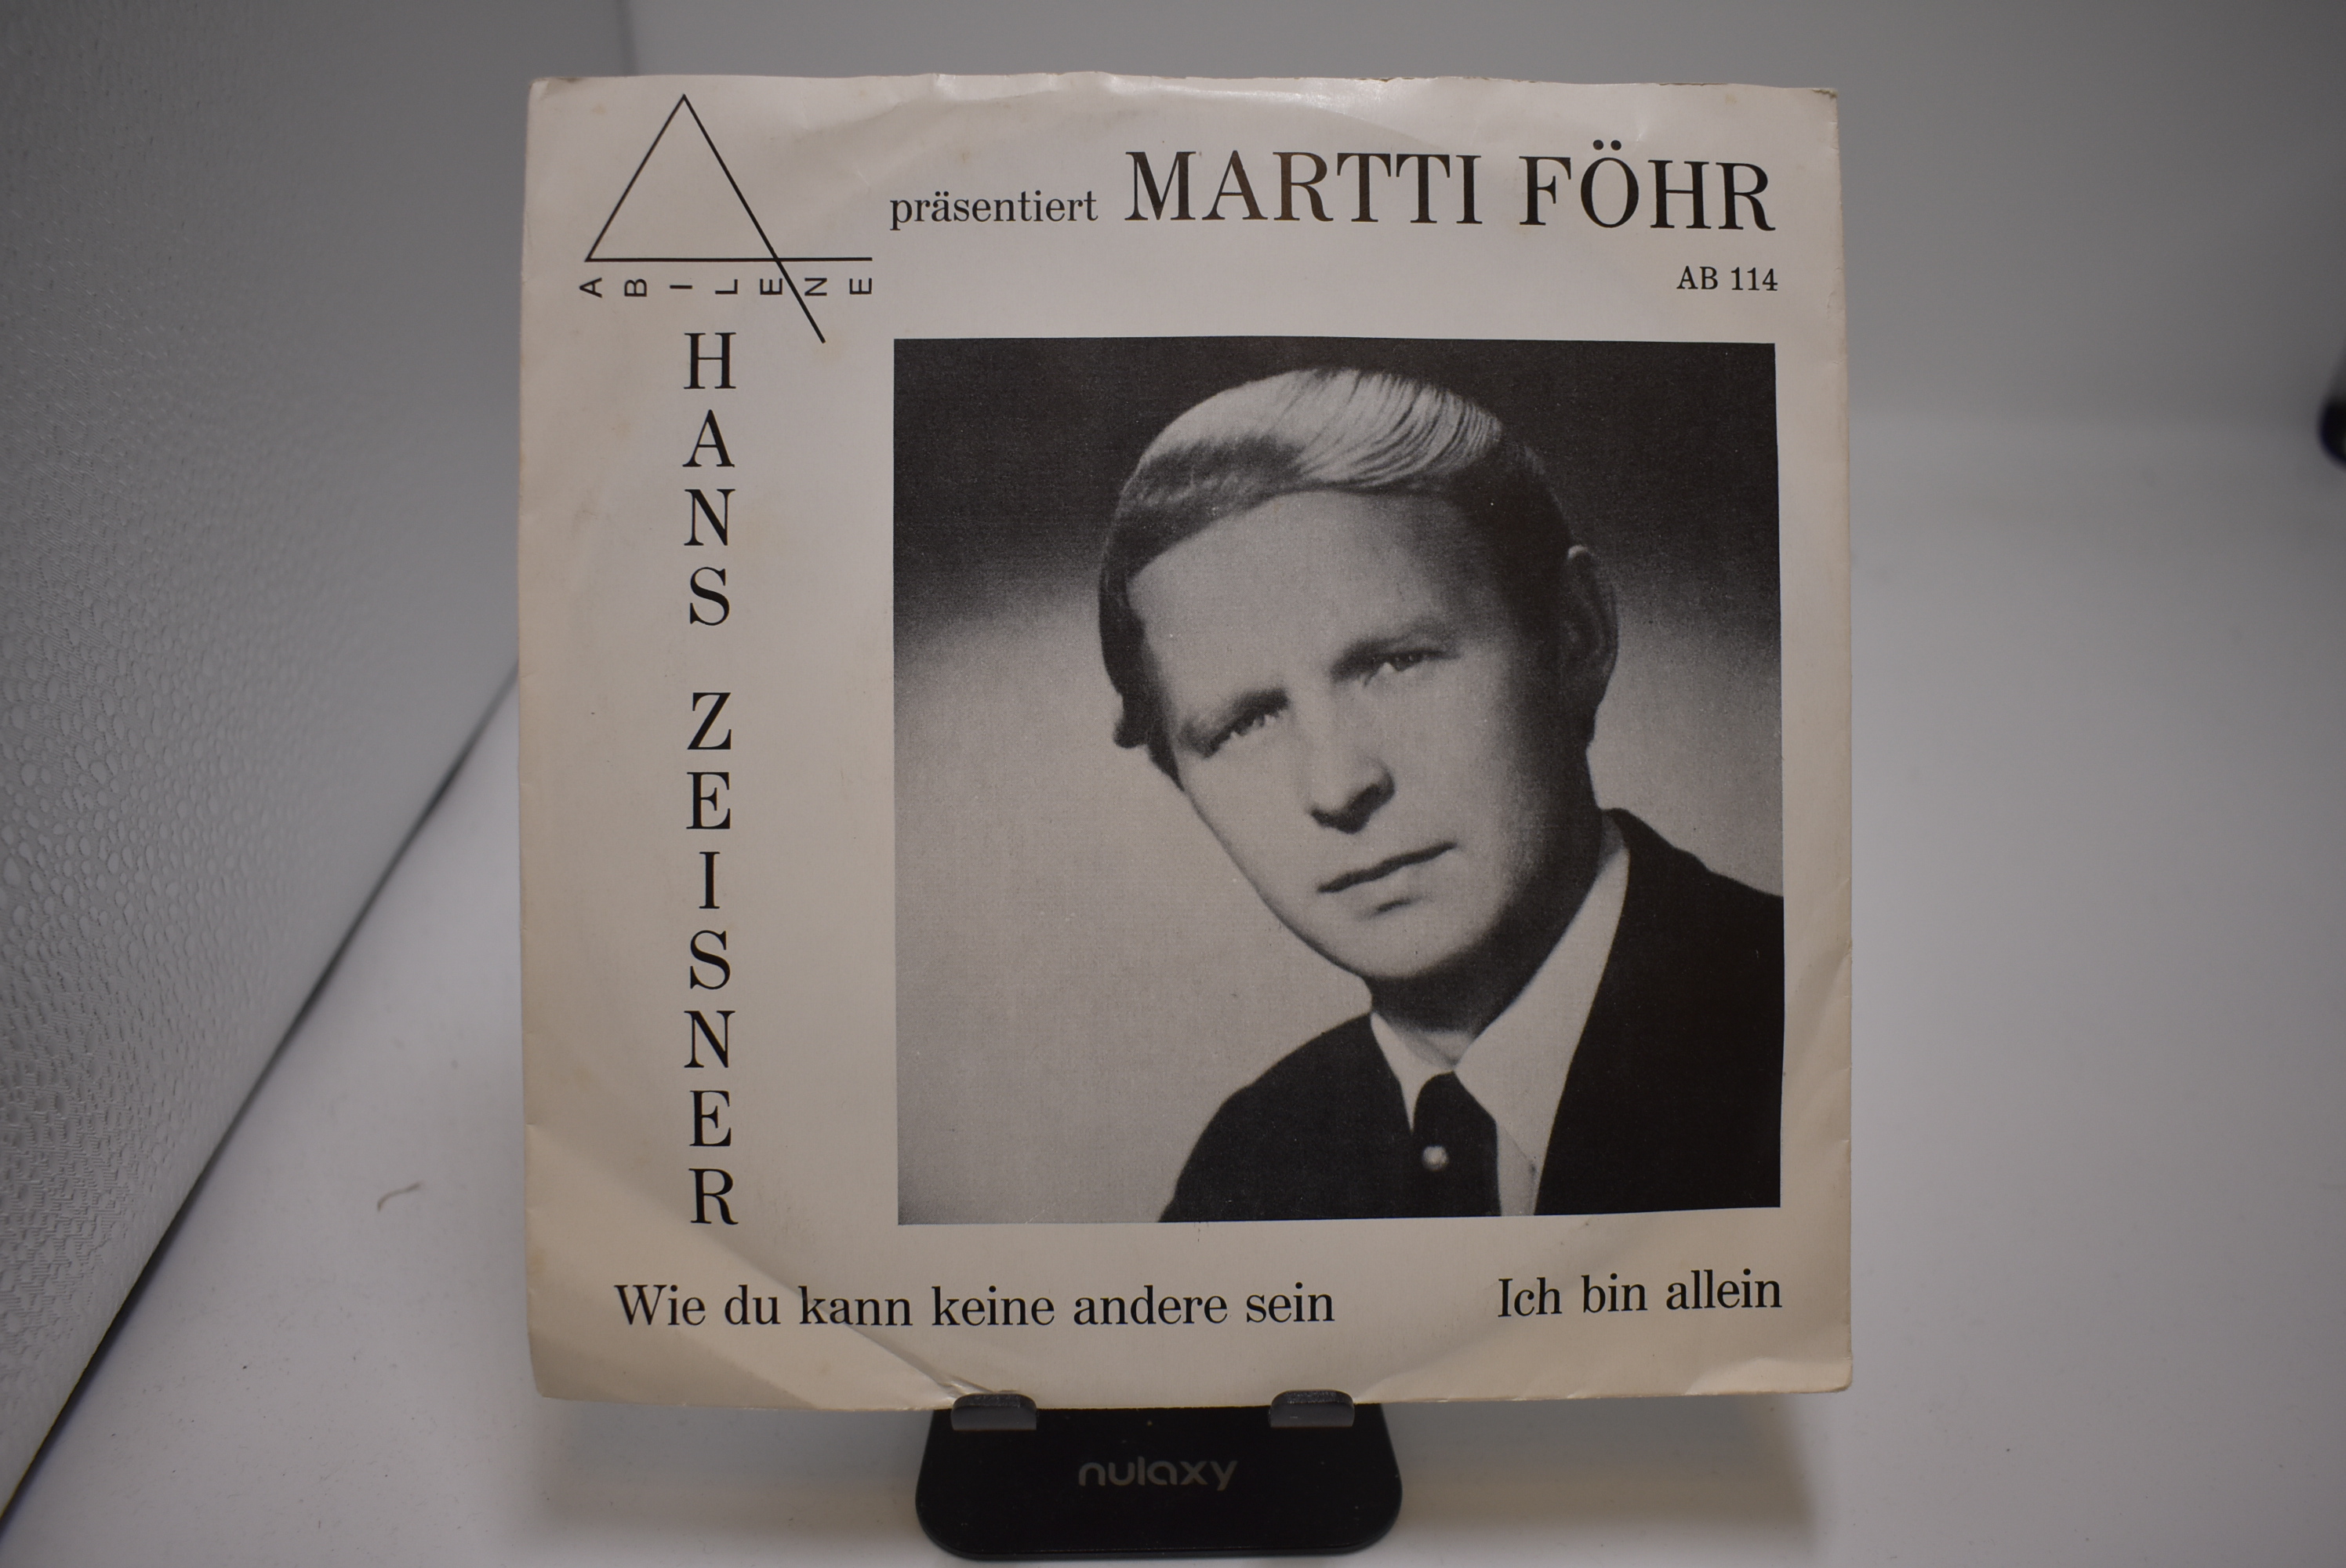 ABILENE
präsentiert MARTTI FÖHR
AB 114
HANS ZEISNER
Wie du kann keine andere sein
Ich bin allein
nulaxy